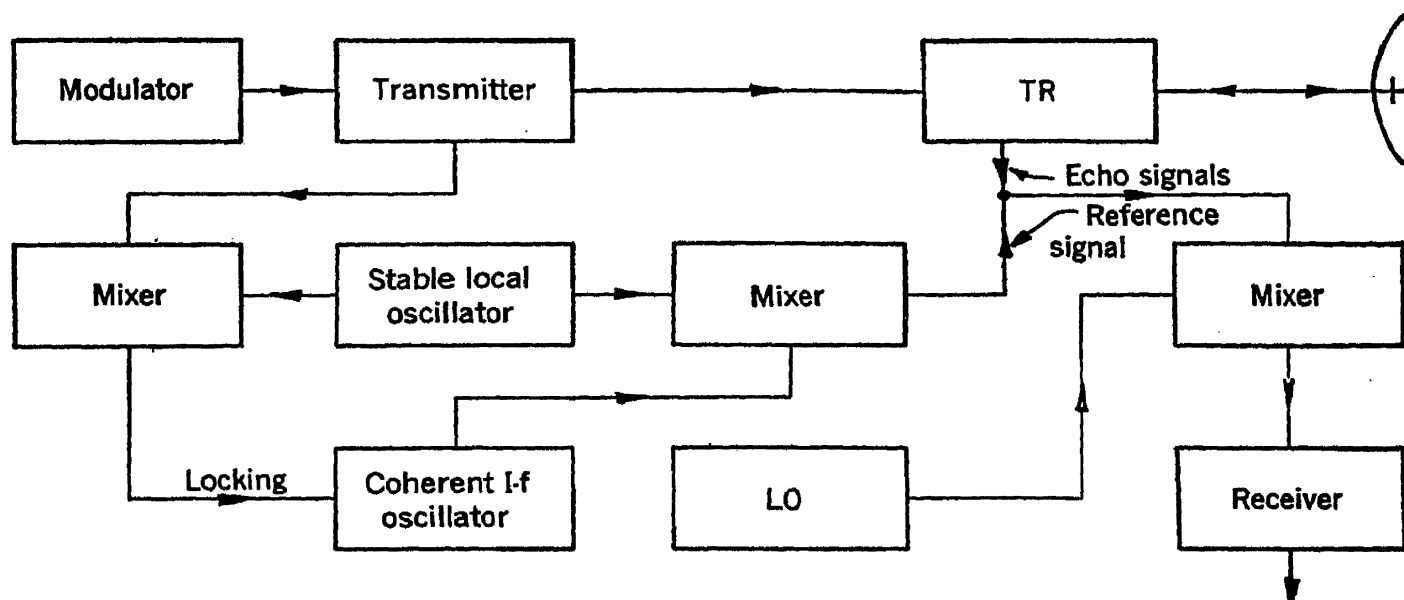 Modulator
Transmitter
TR
Echo signals
Reference
signal
Mixer
Stable local
oscillator
Mixer
Mixer
Locking
Coherent I-f
oscillator
LO
Receiver